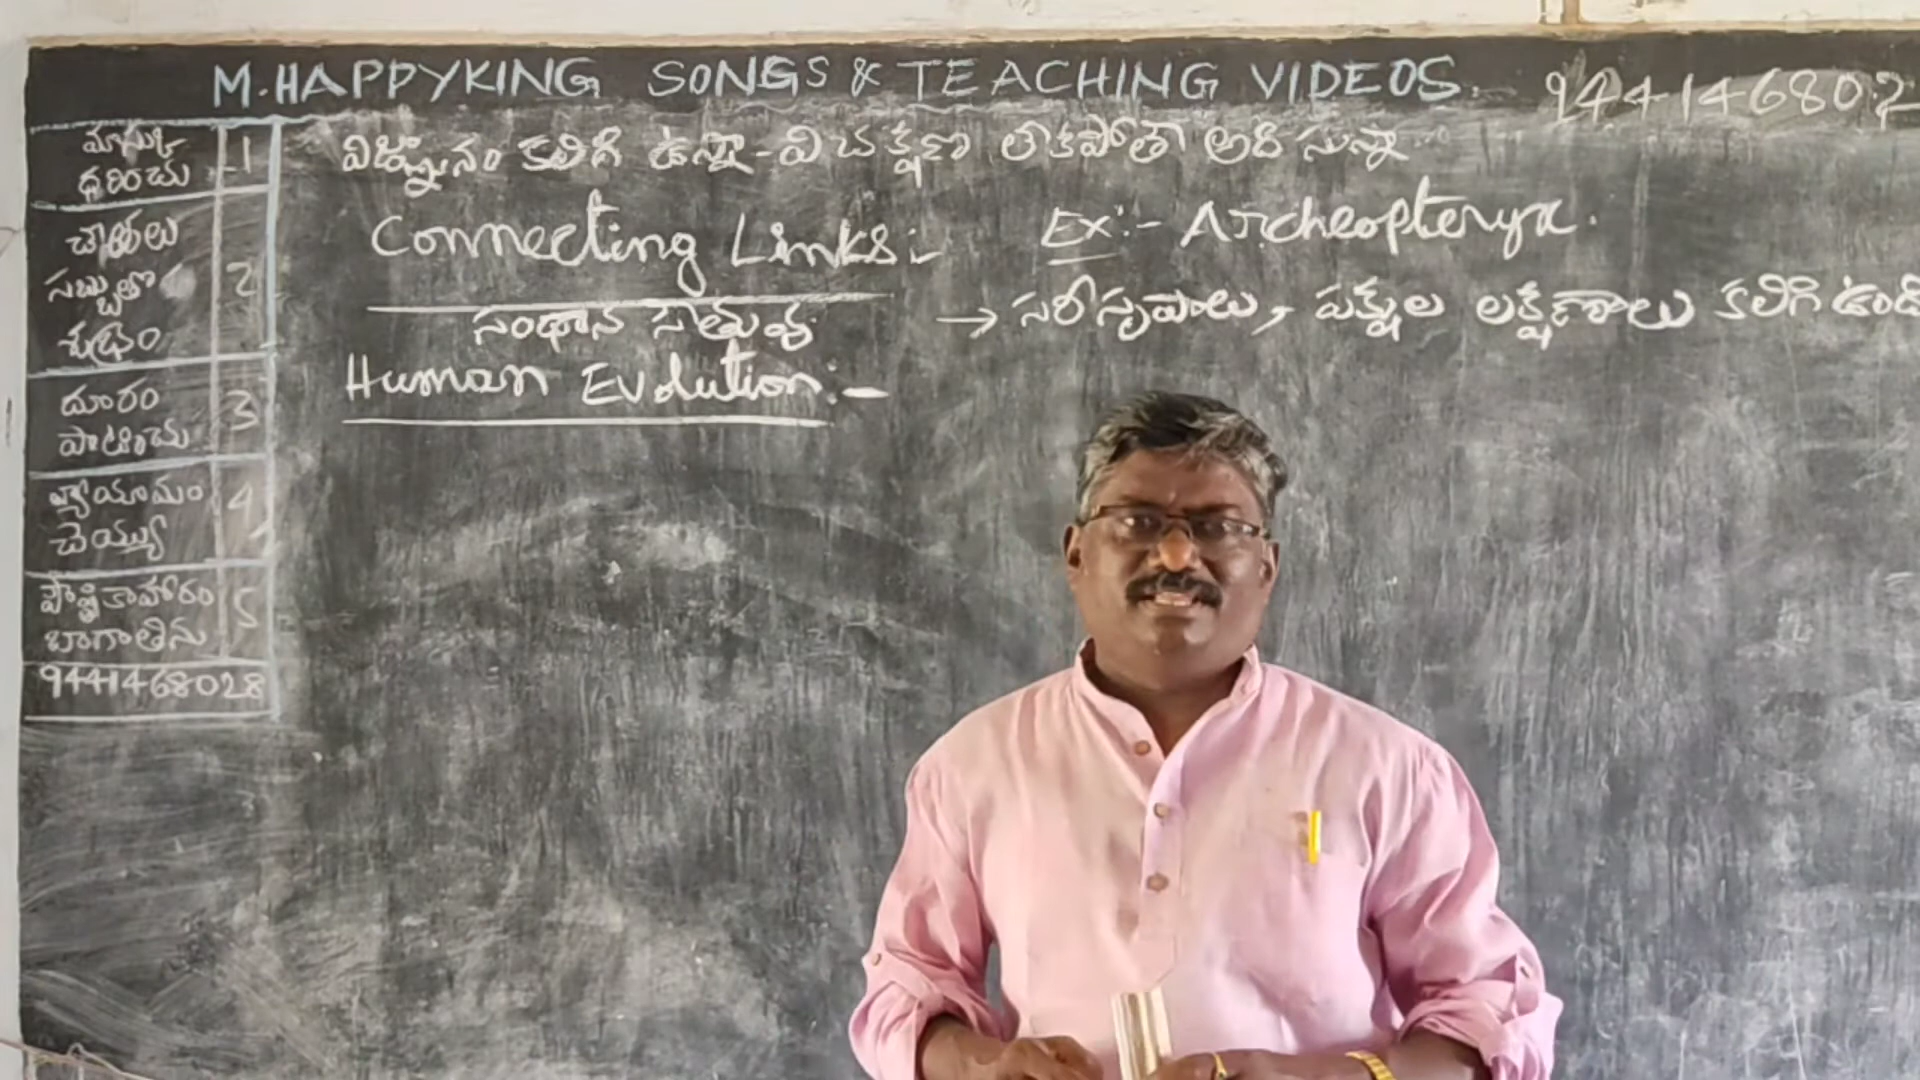 M. HAPPYKING SONGS & TEACHING VIDEOS. 944146802
విజ్ఞానం కలిగి ఉన్నా - విచక్షణ లేకపోతే అది సున్నా
Connecting Links:- Ex:- Archeopteryx.
సంధాన సేతువు → సరీసృపాలు, పక్షుల లక్షణాలు కలిగి ఉంది
Human Evolution:-
మాస్కు
ధరించు 1
చేతులు
సబ్బుతో 2
శుభ్రం
దూరం 3
పాటించు
వ్యాయామం 4
చెయ్యు
పౌష్టికాహారం 5
బాగా తిను
9441468028